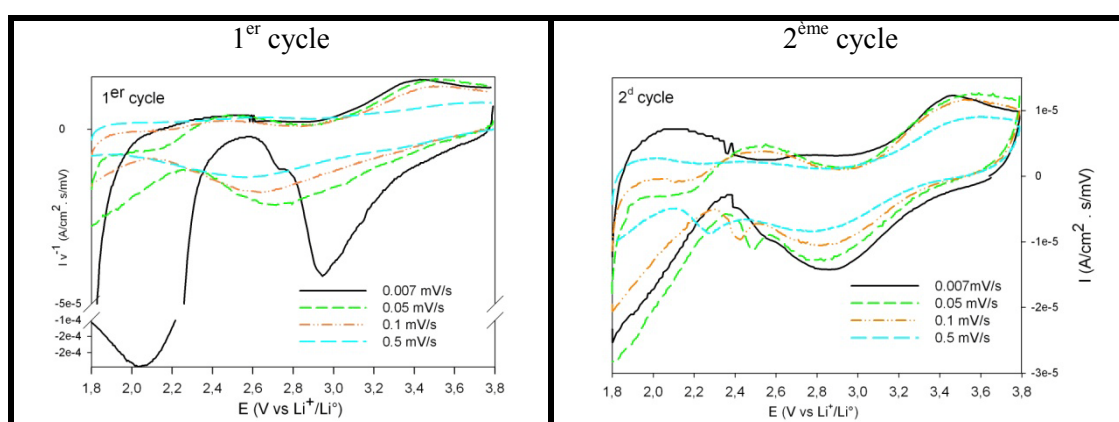 1er cycle
2ème cycle
1er cycle
0
-5e-5
-1e-4
-2e-4
-2e-4
I v-1 (A/cm2. s/mV)
0.007 mV/s
0.05 mV/s
0.1 mV/s
0.5 mV/s
1,8 2,0 2,2 2,4 2,6 2,8 3,0 3,2 3,4 3,6 3,8
E (V vs Li+/Li°)
2d cycle
1e-5
0
-1e-5
-2e-5
-3e-5
I (A/cm2. s/mV)
0.007mV/s
0.05 mV/s
0.1 mV/s
0.5 mV/s
1,8 2,0 2,2 2,4 2,6 2,8 3,0 3,2 3,4 3,6 3,8
E (V vs Li+/Li°)